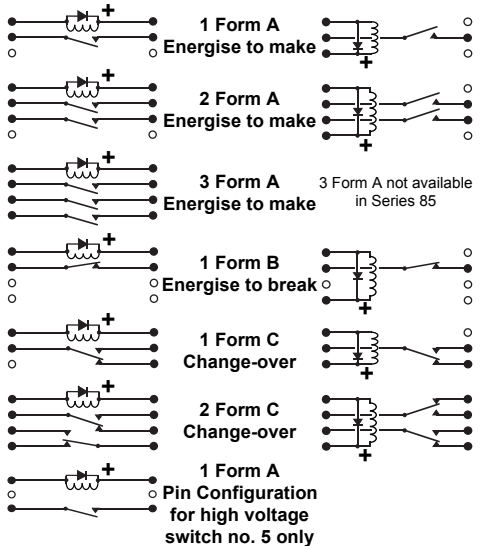 1 Form A
Energise to make
2 Form A
Energise to make
3 Form A
Energise to make
3 Form A not available
in Series 85
1 Form B
Energise to break
1 Form C
Change-over
2 Form C
Change-over
1 Form A
Pin Configuration
for high voltage
switch no. 5 only